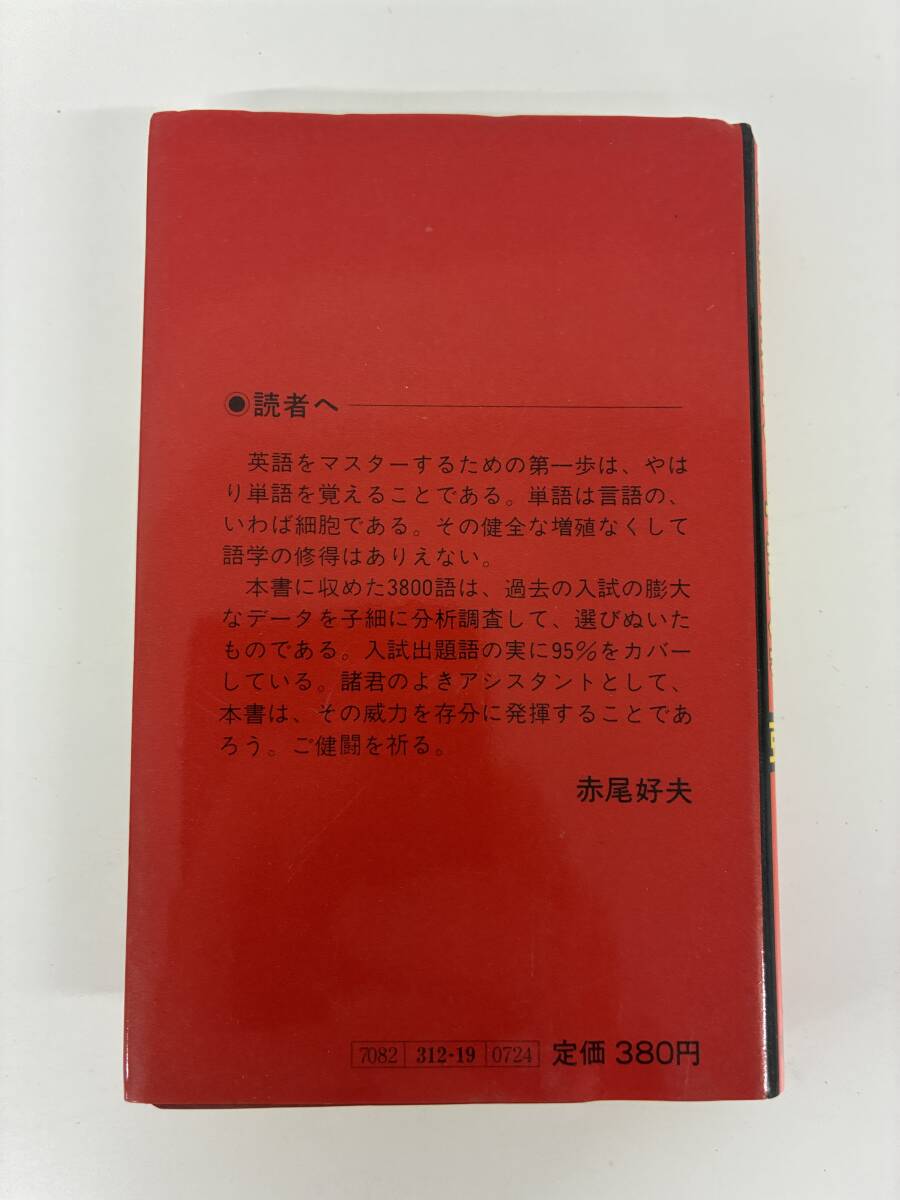 ◉読者へ
英語をマスターするための第一歩は、やは
り単語を覚えることである。単語は言語の、
いわば細胞である。その健全な増殖なくして
語学の修得はありえない。
本書に収めた3800語は、過去の入試の膨大
なデータを子細に分析調査して、選びぬいた
ものである。入試出題語の実に95%をカバー
している。諸君のよきアシスタントとして、
本書は、その威力を存分に発揮することであ
ろう。ご健闘を祈る。
赤尾好夫
7082 312-19 0724 定価 380円